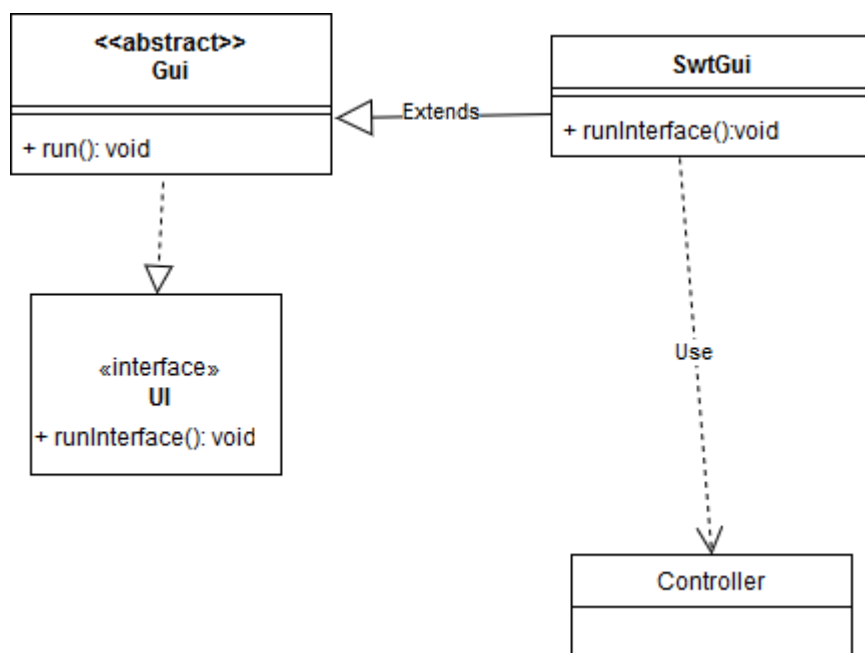 <<abstract>>
Gui
+ run(): void
Extends
SwtGui
+ runInterface():void
«interface»
UI
+ runInterface(): void
Use
Controller